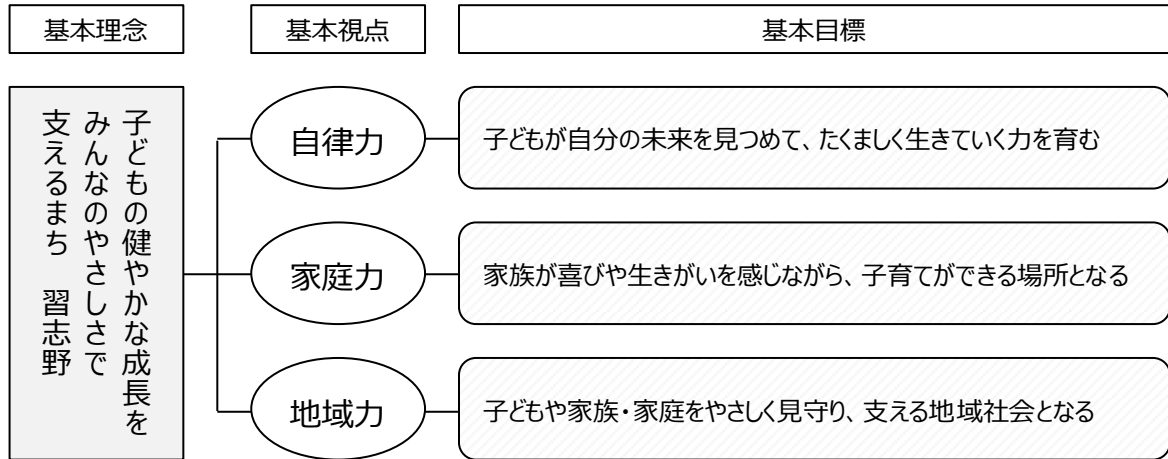 基本理念
基本視点
基本目標
子どもの健やかな成長を
みんなのやさしさで
支えるまち　習志野
自律力
子どもが自分の未来を見つめて、たくましく生きていく力を育む
家庭力
家族が喜びや生きがいを感じながら、子育てができる場所となる
地域力
子どもや家族・家庭をやさしく見守り、支える地域社会となる